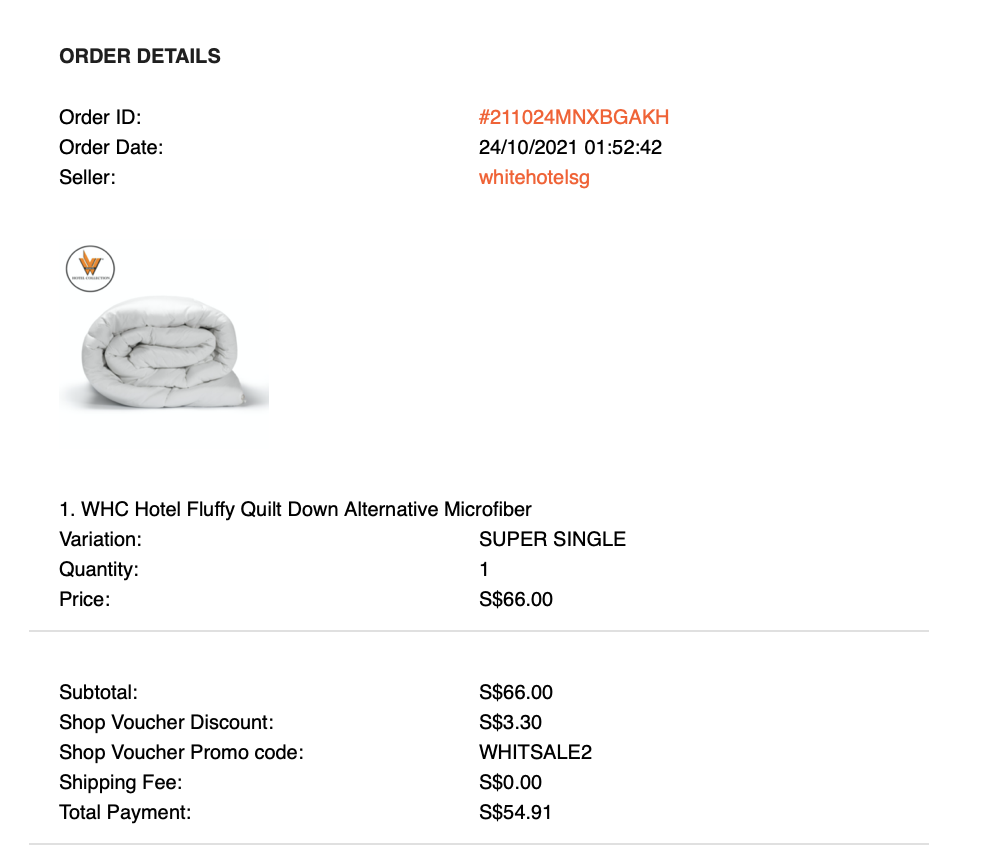 ORDER DETAILS
Order ID: #211024MNXBGAKH
Order Date: 24/10/2021 01:52:42
Seller: whitehotelsg
HOTEL COLLECTION
1. WHC Hotel Fluffy Quilt Down Alternative Microfiber
Variation: SUPER SINGLE
Quantity: 1
Price: S$66.00
Subtotal: S$66.00
Shop Voucher Discount: S$3.30
Shop Voucher Promo code: WHITSALE2
Shipping Fee: S$0.00
Total Payment: S$54.91